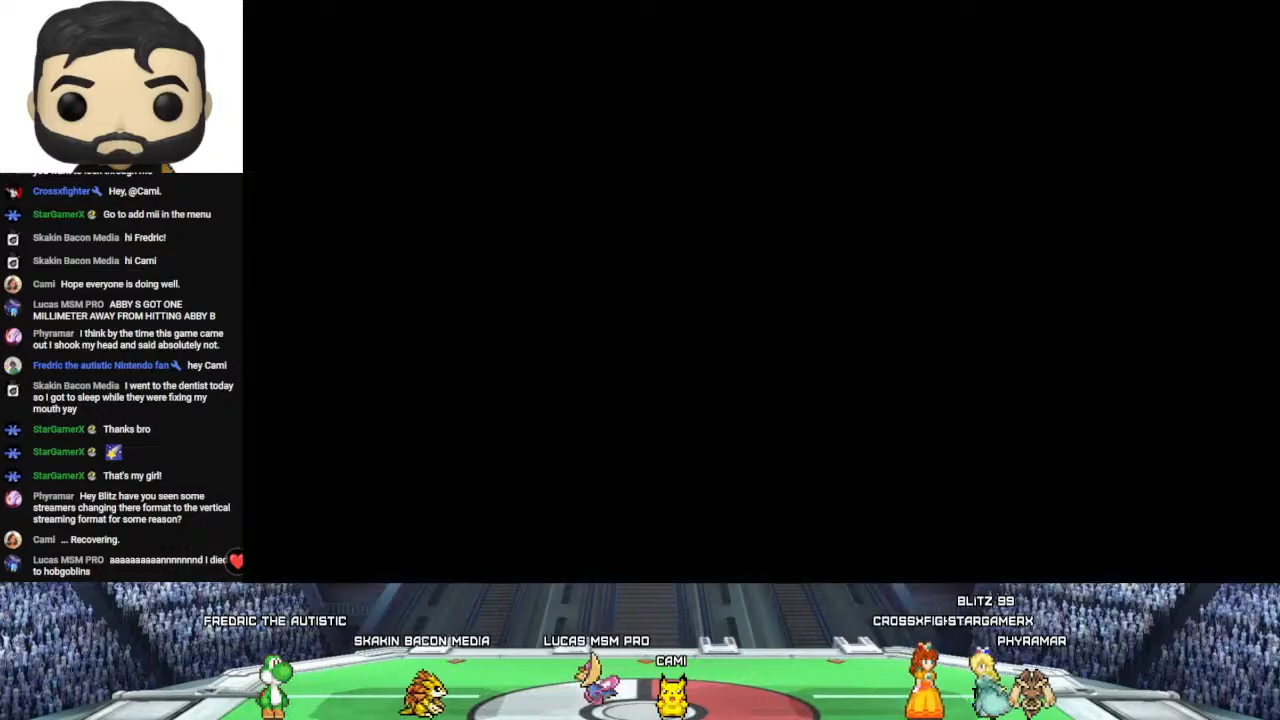 Crossxfighter Hey, @Cami.
StarGamerX Go to add mii in the menu
Skakin Bacon Media hi Fredric!
Skakin Bacon Media hi Cami
Cami Hope everyone is doing well.
Lucas MSM PRO ABBY S GOT ONE
MILLIMETER AWAY FROM HITTING ABBY B
Phyramar I think by the time this game came
out I shook my head and said absolutely not.
Fredric the autistic Nintendo fan hey CamI
Skakin Bacon Media I went to the dentist today
so I got to sleep while they were fixing my
mouth yay
StarGamerX Thanks bro
StarGamerX
StarGamerX That's my girl!
Phyramar Hey Blitz have you seen some
streamers changing there format to the vertical
streaming format for some reason?
Cami ... Recovering.
Lucas MSM PRO aaaaaaaaaannnnnnnd I died
to hobgoblins
BLITZ 99
FREDRIC THE AUTISTIC
SKAKIN BACON MEDIA
LUCAS MSM PRO
CAMI
STARGAMERX
PHYRAMAR